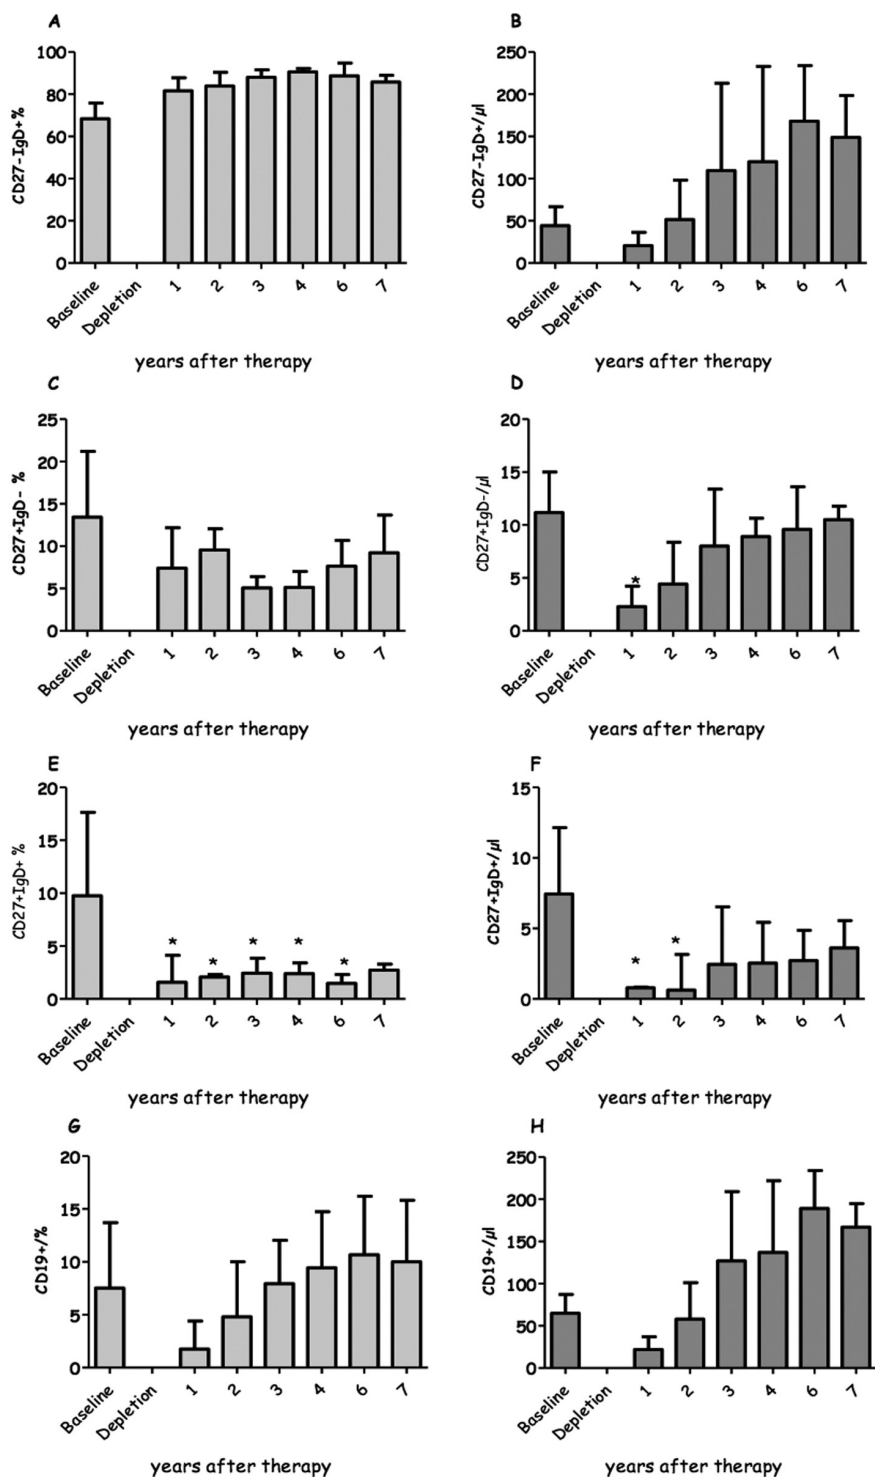 A
CD27-IgD+%
100
80
60
40
20
0
Baseline
Depletion
1
2
3
4
6
7
years after therapy
B
CD27-IgD+/µl
250
200
150
100
50
0
Baseline
Depletion
1
2
3
4
6
7
years after therapy
C
CD27+IgD- %
25
20
15
10
5
0
Baseline
Depletion
1
2
3
4
6
7
years after therapy
D
CD27+IgD-/µl
20
15
10
5
0
*
Baseline
Depletion
1
2
3
4
6
7
years after therapy
E
CD27+IgD+ %
20
15
10
5
0
* * * * *
Baseline
Depletion
1
2
3
4
6
7
years after therapy
F
CD27+IgD+/µl
15
10
5
0
* *
Baseline
Depletion
1
2
3
4
6
7
years after therapy
G
CD19+/%
20
15
10
5
0
Baseline
Depletion
1
2
3
4
6
7
years after therapy
H
CD19+/µl
250
200
150
100
50
0
Baseline
Depletion
1
2
3
4
6
7
years after therapy